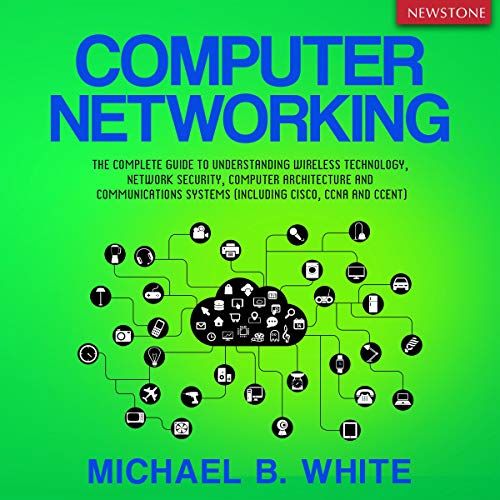 NEWSTONE
COMPUTER
NETWORKING
THE COMPLETE GUIDE TO UNDERSTANDING WIRELESS TECHNOLOGY,
NETWORK SECURITY, COMPUTER ARCHITECTURE AND
COMMUNICATIONS SYSTEMS (INCLUDING CISCO, CCNA AND CCENT)
MICHAEL B. WHITE